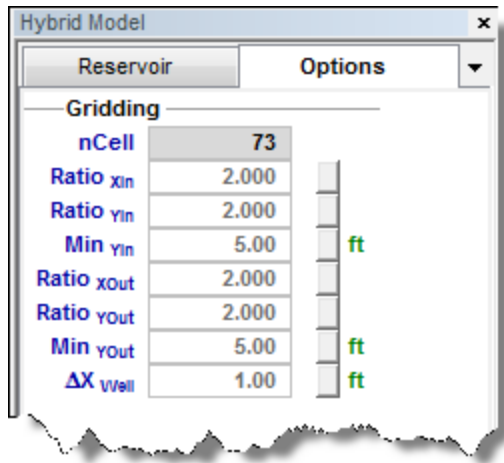 Hybrid Model x
Reservoir Options
Gridding
nCell 73
Ratio XIn 2.000
Ratio YIn 2.000
Min YIn 5.00 ft
Ratio XOut 2.000
Ratio YOut 2.000
Min YOut 5.00 ft
ΔX Well 1.00 ft